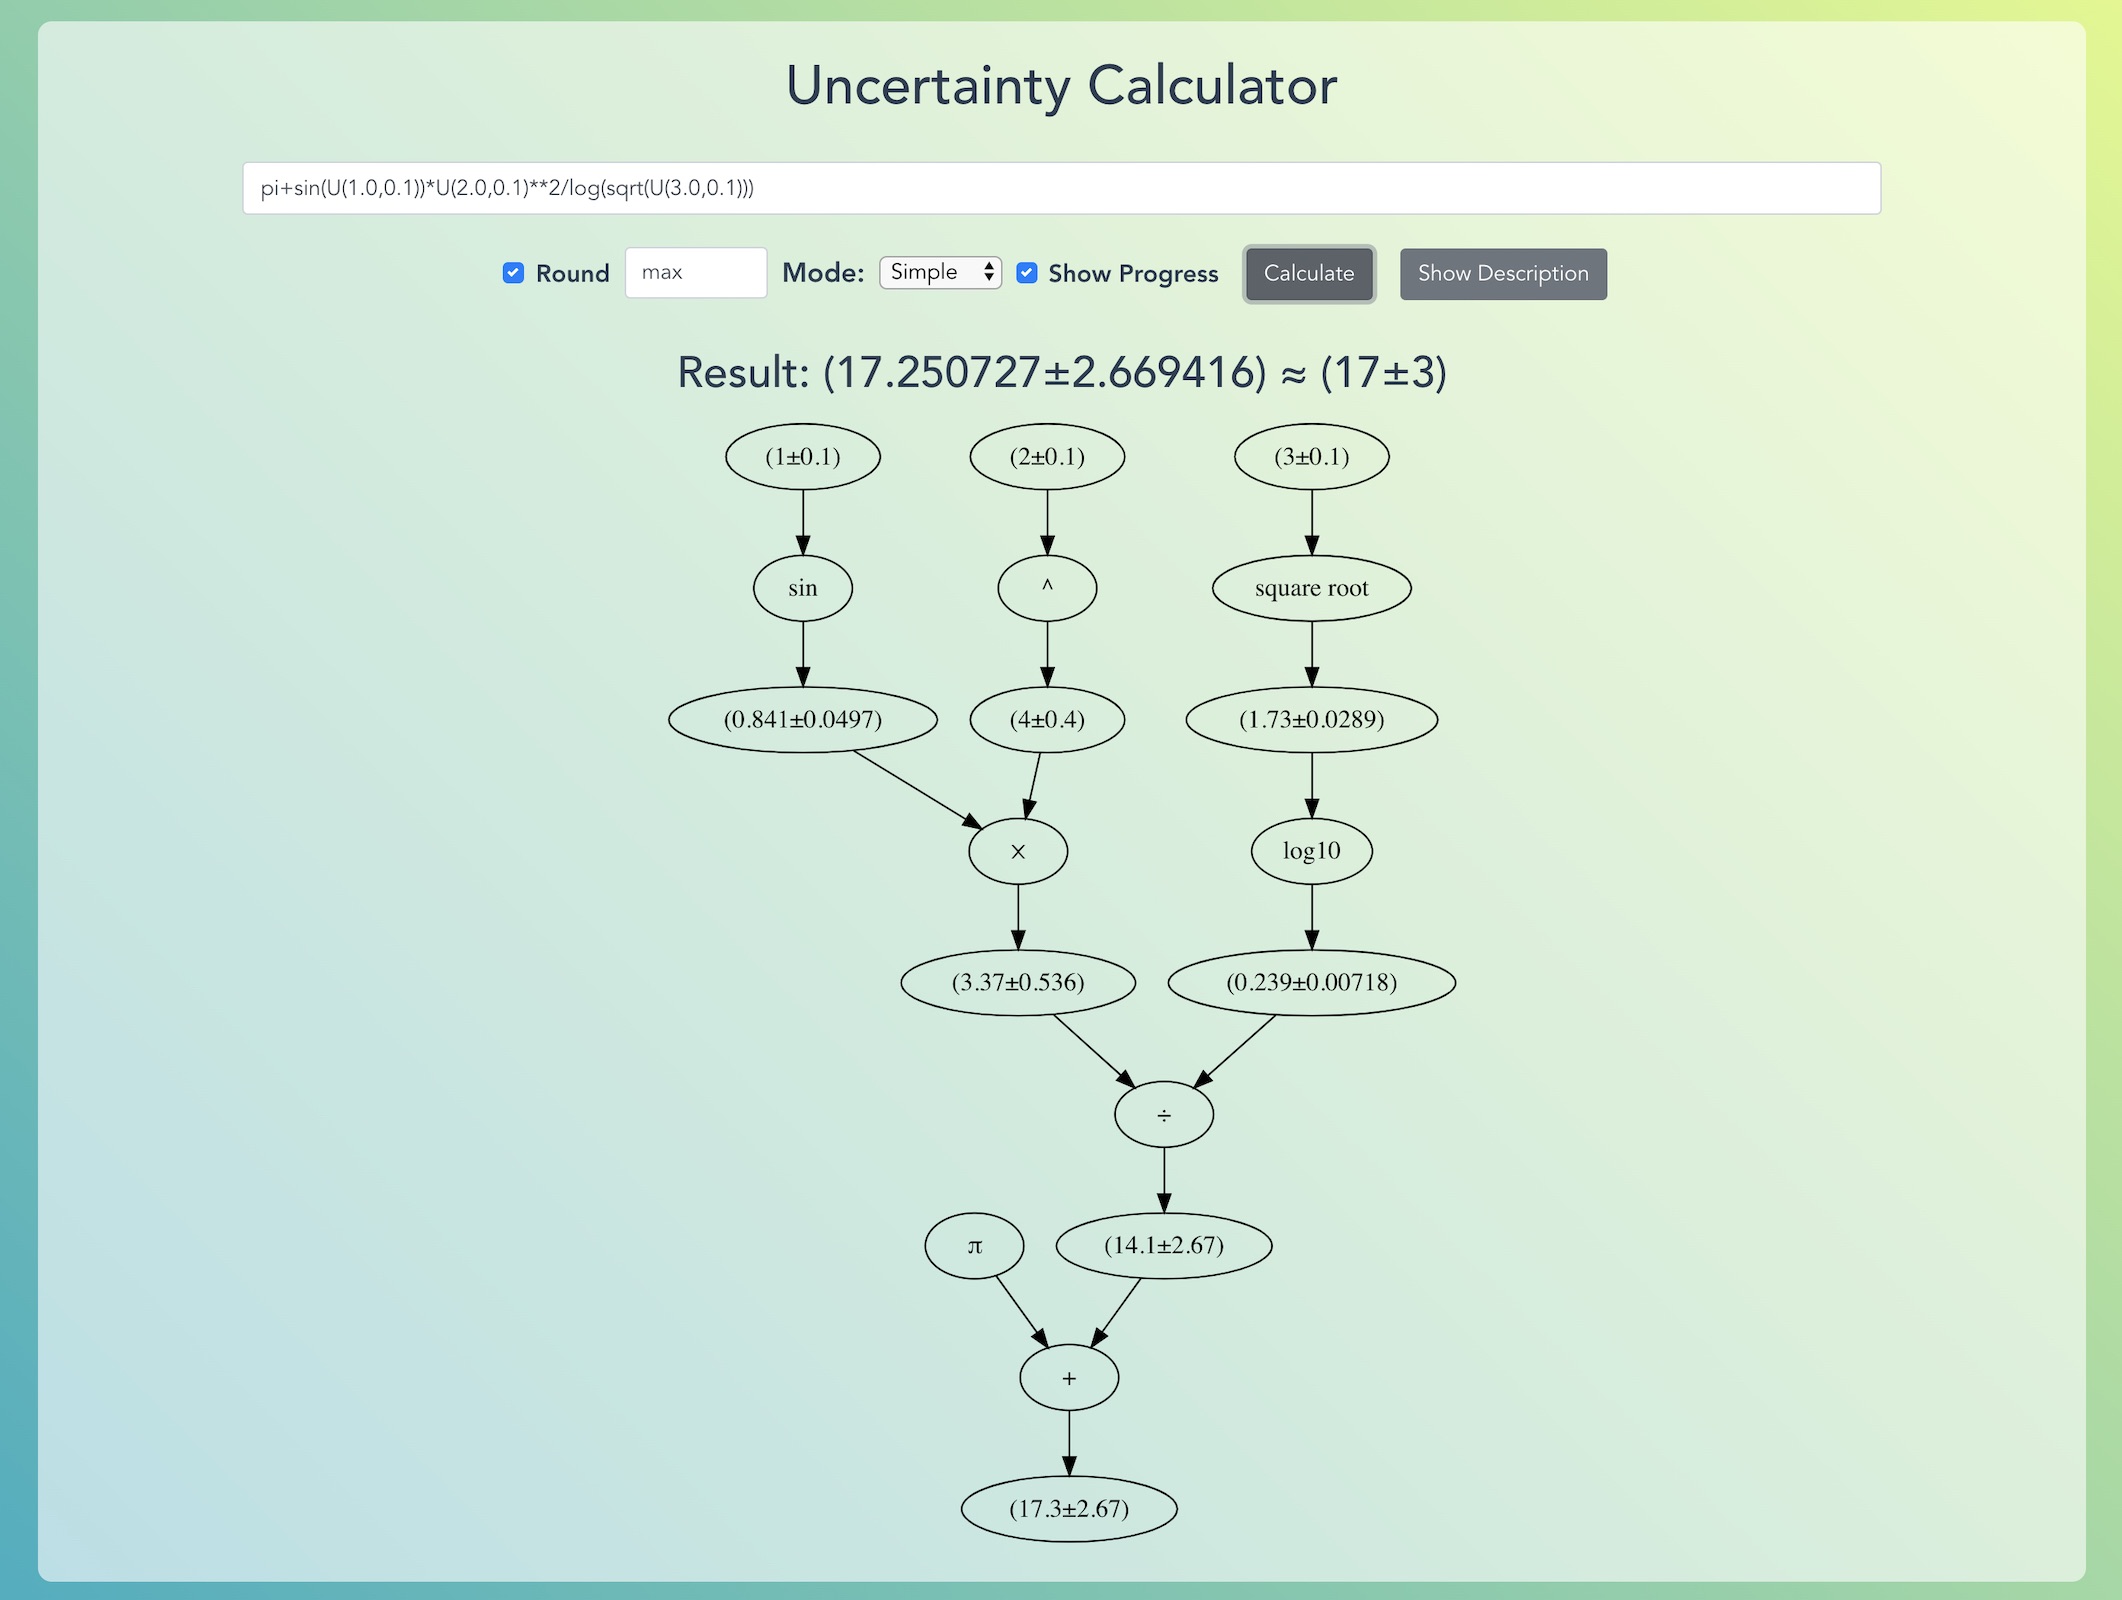 Uncertainty Calculator
pi+sin(U(1.0,0.1))*U(2.0,0.1)**2/log(sqrt(U(3.0,0.1)))
Round max Mode: Simple Show Progress Calculate Show Description
Result: (17.250727±2.669416) ≈ (17±3)
(1±0.1) (2±0.1) (3±0.1)
sin ^ square root
(0.841±0.0497) (4±0.4) (1.73±0.0289)
× log10
(3.37±0.536) (0.239±0.00718)
÷
π (14.1±2.67)
+
(17.3±2.67)